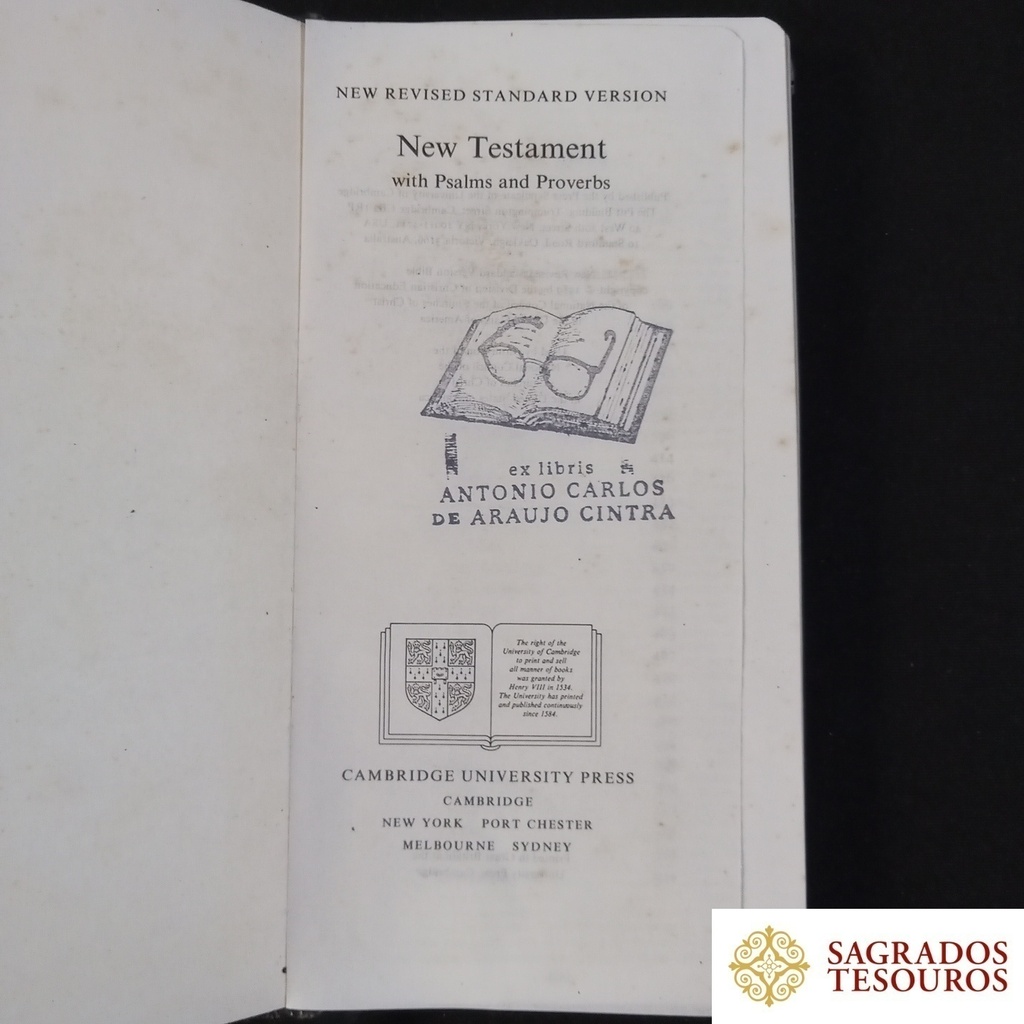 NEW REVISED STANDARD VERSION
New Testament
with Psalms and Proverbs
ex libris
ANTONIO CARLOS
DE ARAUJO CINTRA
The right of the
University of Cambridge
to print and sell
all manner of books
was granted by
Henry VIII in 1534.
The University has printed
and published continuously
since 1584.
CAMBRIDGE UNIVERSITY PRESS
CAMBRIDGE
NEW YORK PORT CHESTER
MELBOURNE SYDNEY
SAGRADOS
TESOUROS